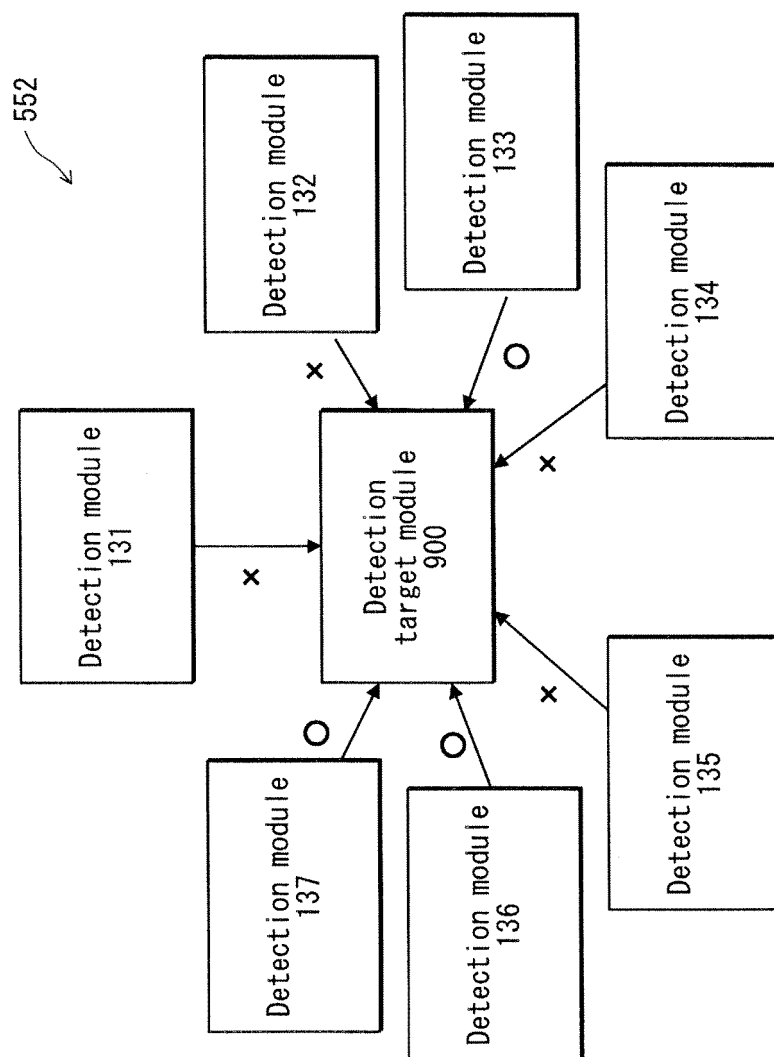 552
Detection module
131
Detection module
132
Detection module
133
Detection module
134
Detection module
135
Detection module
136
Detection module
137
Detection
target module
900
×
×
○
×
×
○
○